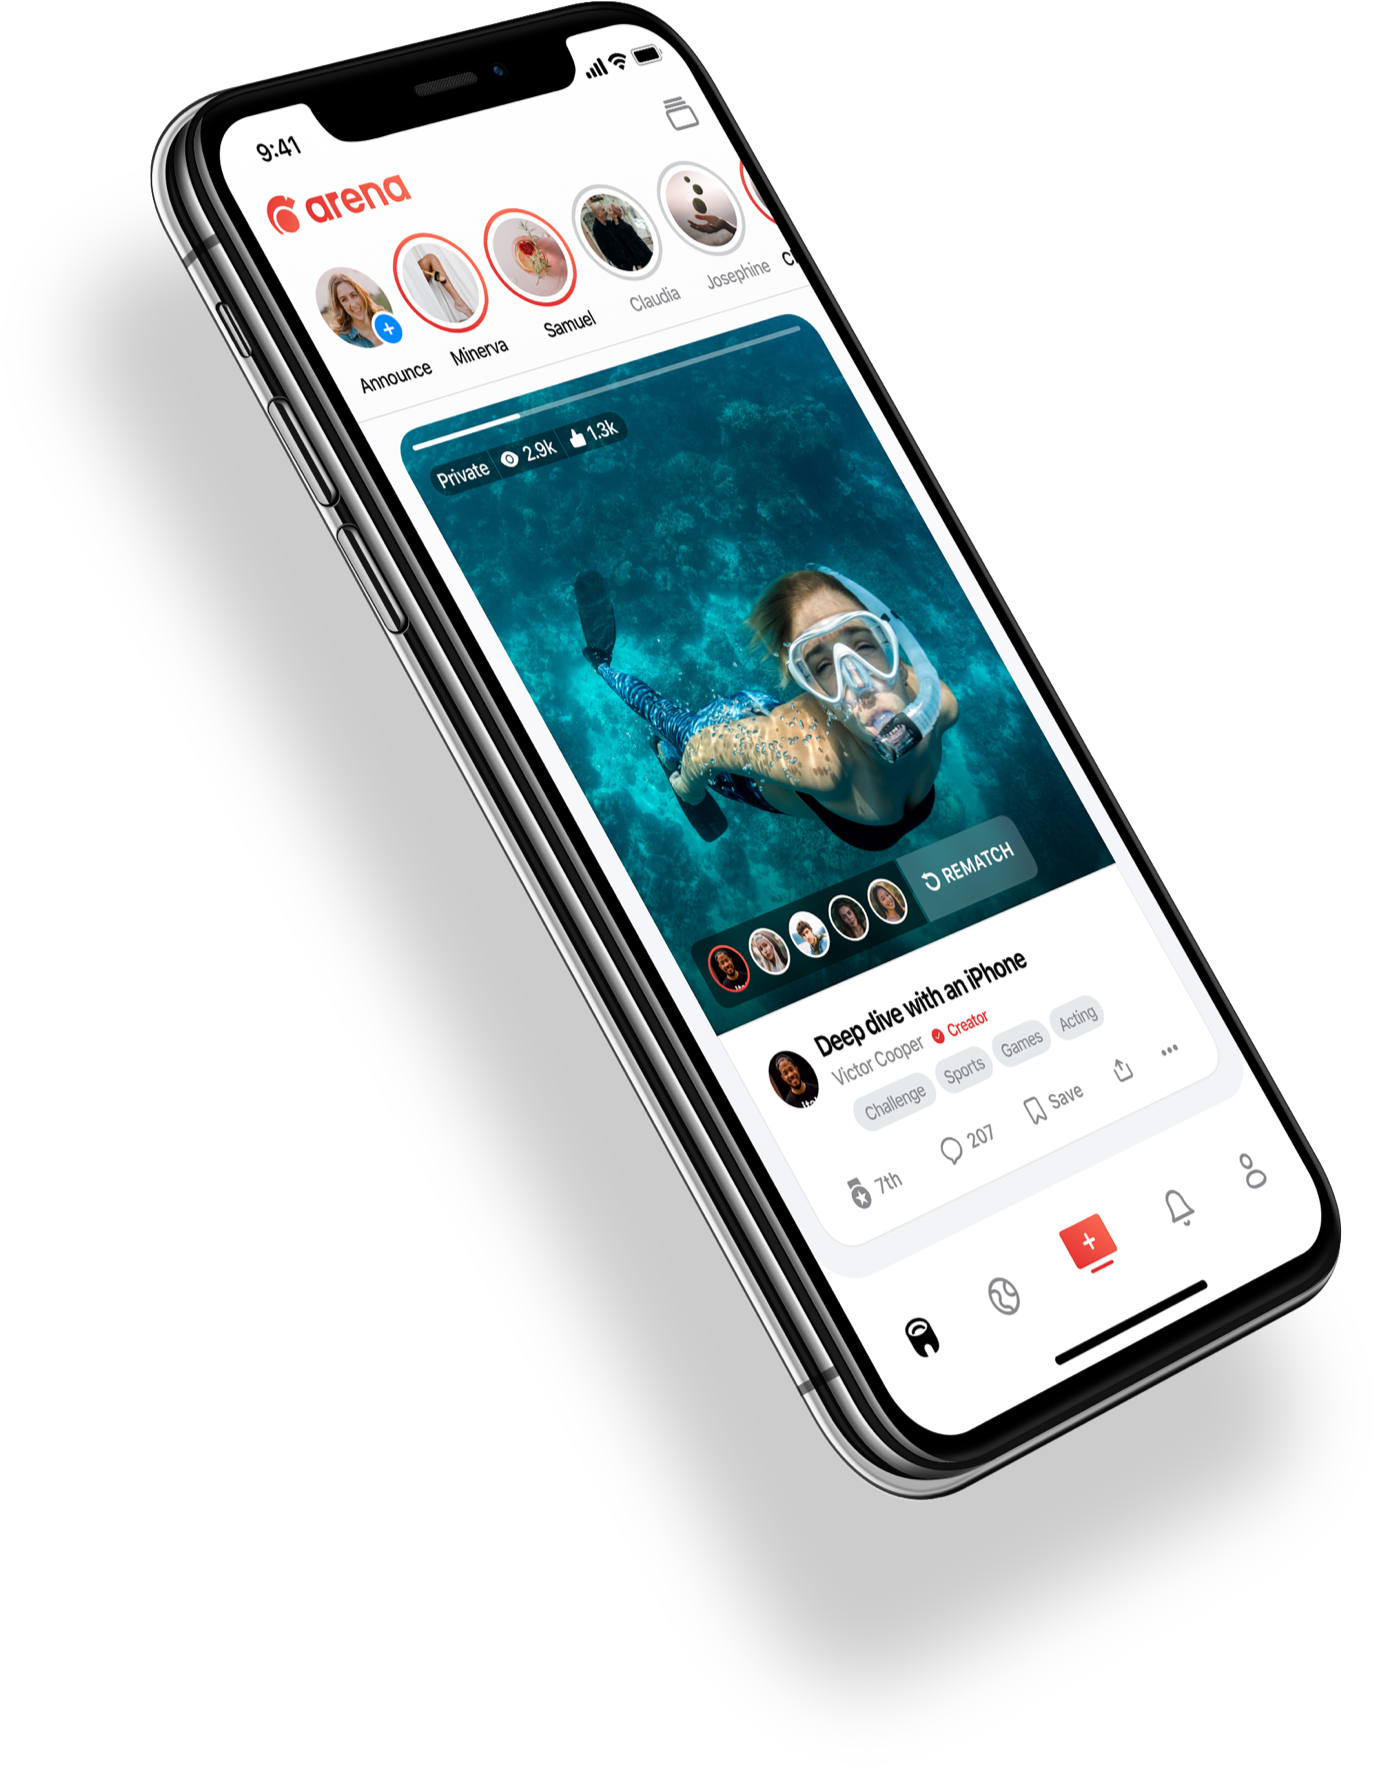 9:41
arena
Announce
Minerva
Samuel
Claudia
Josephine
Private 2.9k 1.3k
REMATCH
Deep dive with an iPhone
Victor Cooper Creator
Challenge Sports Games Acting
7th 207 Save